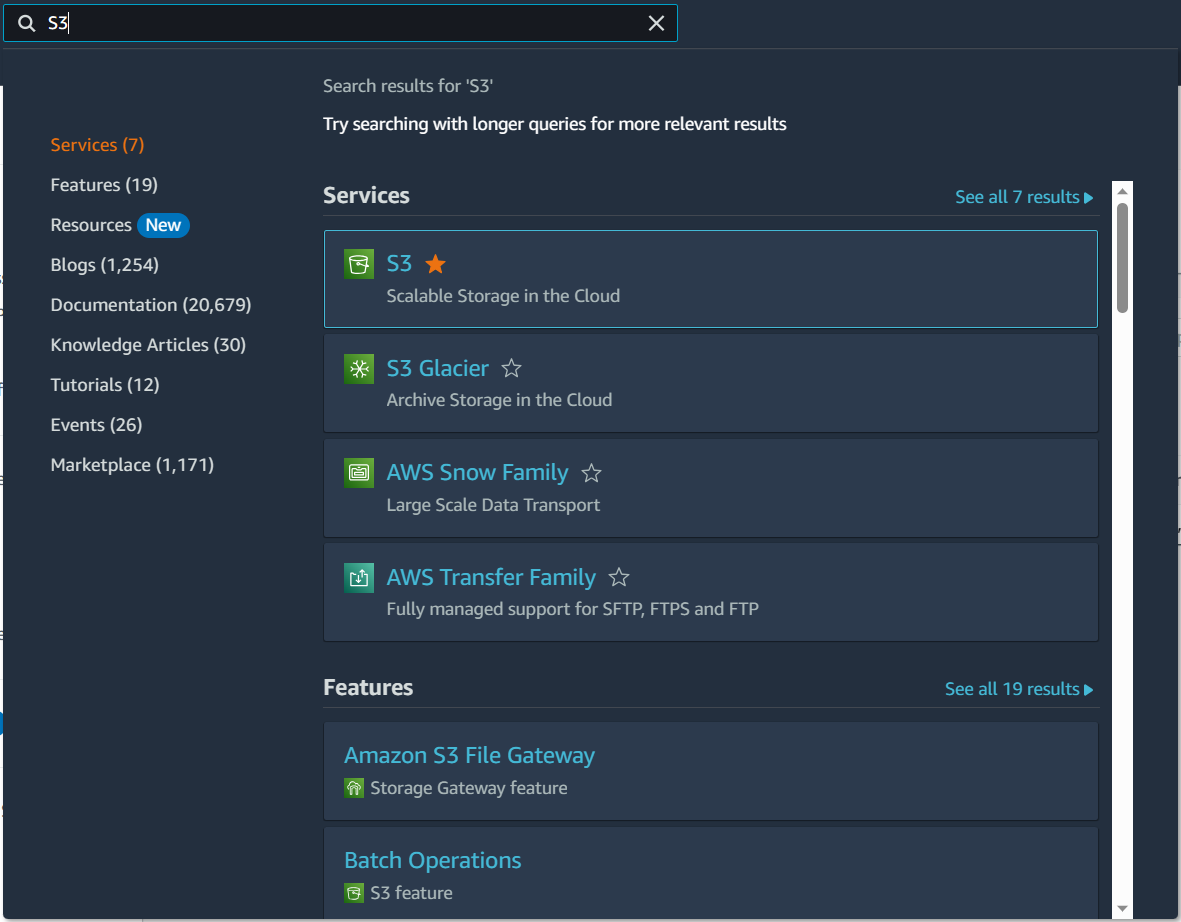 S3
Search results for 'S3'
Try searching with longer queries for more relevant results
Services (7)
Features (19)
Resources New
Blogs (1,254)
Documentation (20,679)
Knowledge Articles (30)
Tutorials (12)
Events (26)
Marketplace (1,171)
Services
See all 7 results
S3
Scalable Storage in the Cloud
S3 Glacier
Archive Storage in the Cloud
AWS Snow Family
Large Scale Data Transport
AWS Transfer Family
Fully managed support for SFTP, FTPS and FTP
Features
See all 19 results
Amazon S3 File Gateway
Storage Gateway feature
Batch Operations
S3 feature